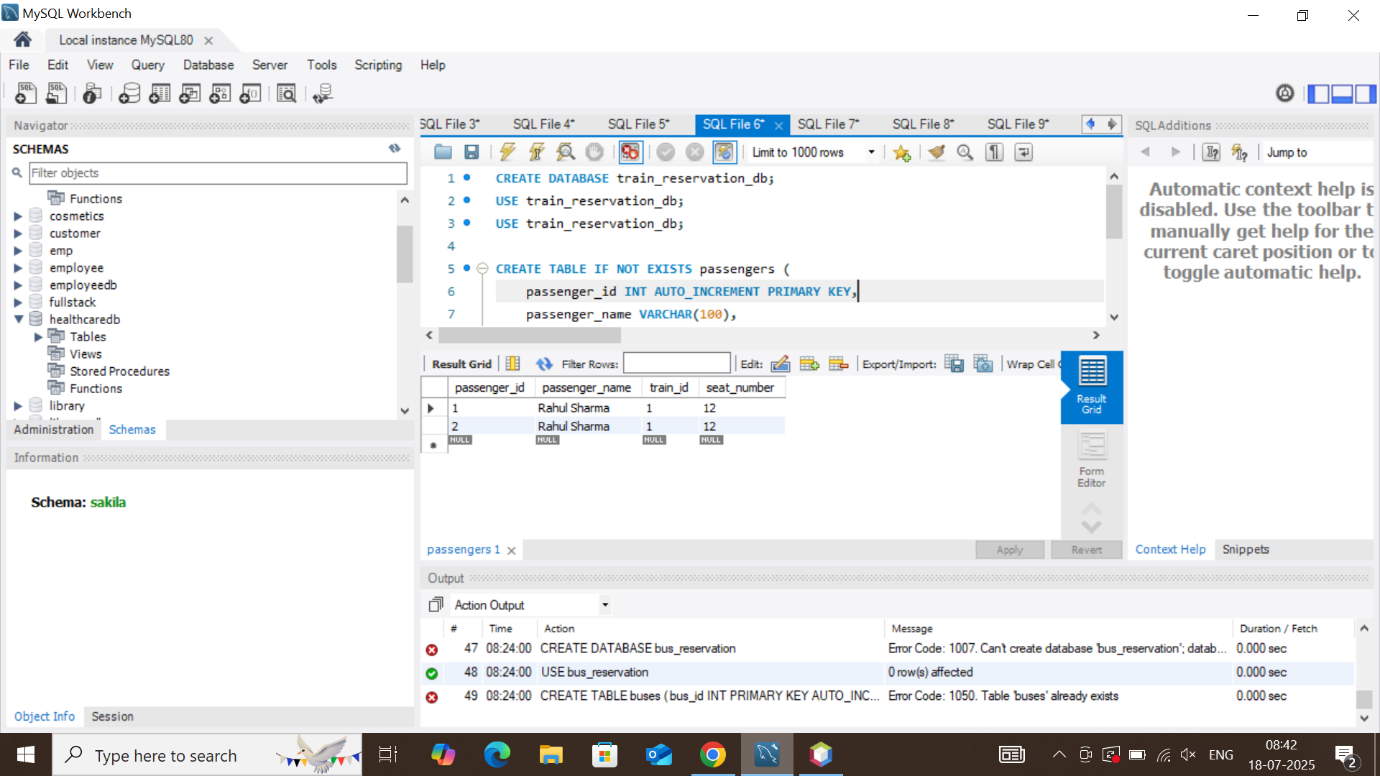 MySQL Workbench
Local instance MySQL80
File Edit View Query Database Server Tools Scripting Help
Navigator
SCHEMAS
Filter objects
Functions
cosmetics
customer
emp
employee
employeedb
fullstack
healthcaredb
Tables
Views
Stored Procedures
Functions
library
Administration Schemas
Information
Schema: sakila
Object Info Session
SQL File 3* SQL File 4* SQL File 5* SQL File 6* SQL File 7* SQL File 8* SQL File 9*
Limit to 1000 rows
1 CREATE DATABASE train_reservation_db;
2 USE train_reservation_db;
3 USE train_reservation_db;
4
5 CREATE TABLE IF NOT EXISTS passengers (
6 passenger_id INT AUTO_INCREMENT PRIMARY KEY,
7 passenger_name VARCHAR(100),
Result Grid Filter Rows: Edit: Export/Import: Wrap Cell
passenger_id passenger_name train_id seat_number
1 Rahul Sharma 1 12
2 Rahul Sharma 1 12
NULL NULL NULL NULL
Result
Grid
Form
Editor
passengers 1 Apply Revert
SQLAdditions
Jump to
Automatic context help is
disabled. Use the toolbar t
manually get help for the
current caret position or to
toggle automatic help.
Context Help Snippets
Output
Action Output
# Time Action Message Duration / Fetch
47 08:24:00 CREATE DATABASE bus_reservation Error Code: 1007. Can't create database 'bus_reservation'; datab... 0.000 sec
48 08:24:00 USE bus_reservation 0 row(s) affected 0.000 sec
49 08:24:00 CREATE TABLE buses ( bus_id INT PRIMARY KEY AUTO_INC... Error Code: 1050. Table 'buses' already exists 0.000 sec
Type here to search
ENG
08:42
18-07-2025
2